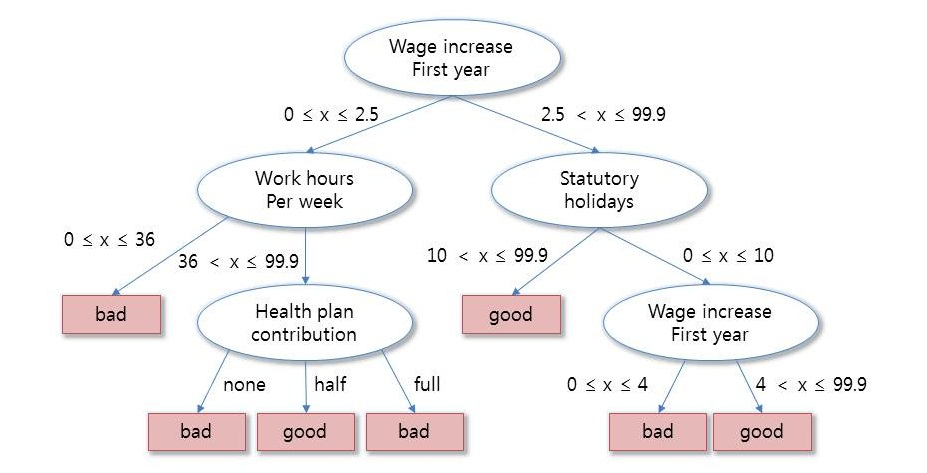 Wage increase
First year
0 ≤ x ≤ 2.5
2.5 < x ≤ 99.9
Work hours
Per week
Statutory
holidays
0 ≤ x ≤ 36
36 < x ≤ 99.9
10 < x ≤ 99.9
0 ≤ x ≤ 10
bad
Health plan
contribution
good
Wage increase
First year
none
half
full
0 ≤ x ≤ 4
4 < x ≤ 99.9
bad
good
bad
bad
good